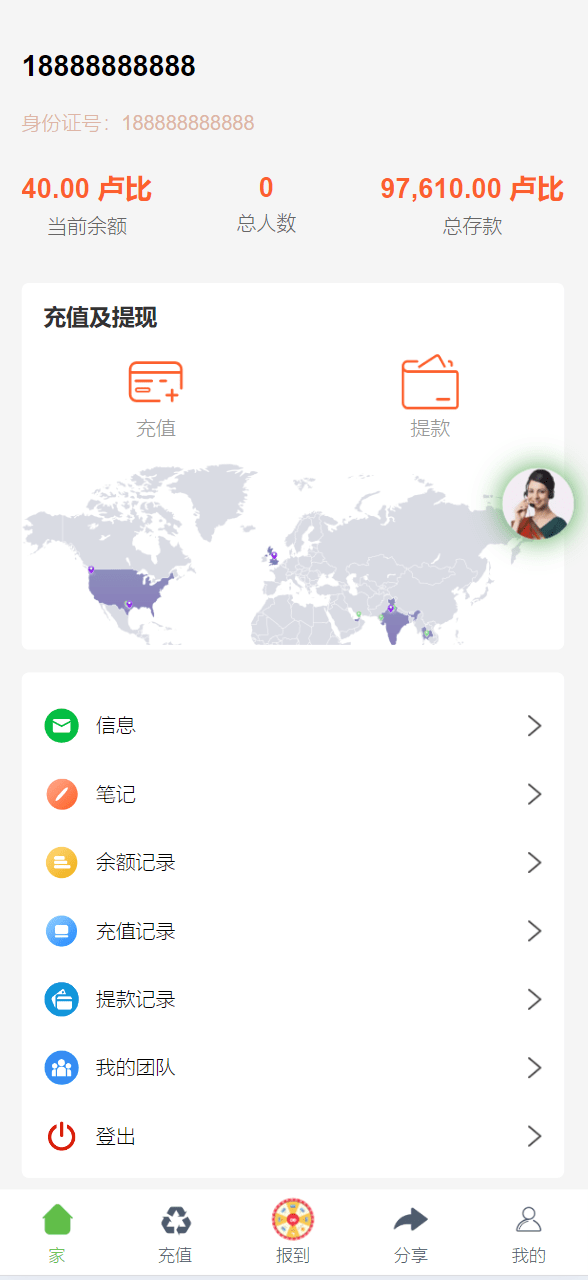 18888888888
身份证号：188888888888
40.00 卢比
0
97,610.00 卢比
当前余额
总人数
总存款
充值及提现
充值
提款
信息
笔记
余额记录
充值记录
提款记录
我的团队
登出
家
充值
报到
分享
我的